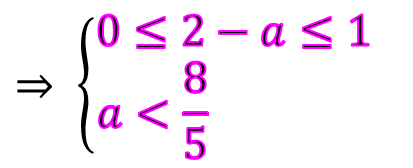 ⇒ { 0 ≤ 2 − a ≤ 1
a < 8/5